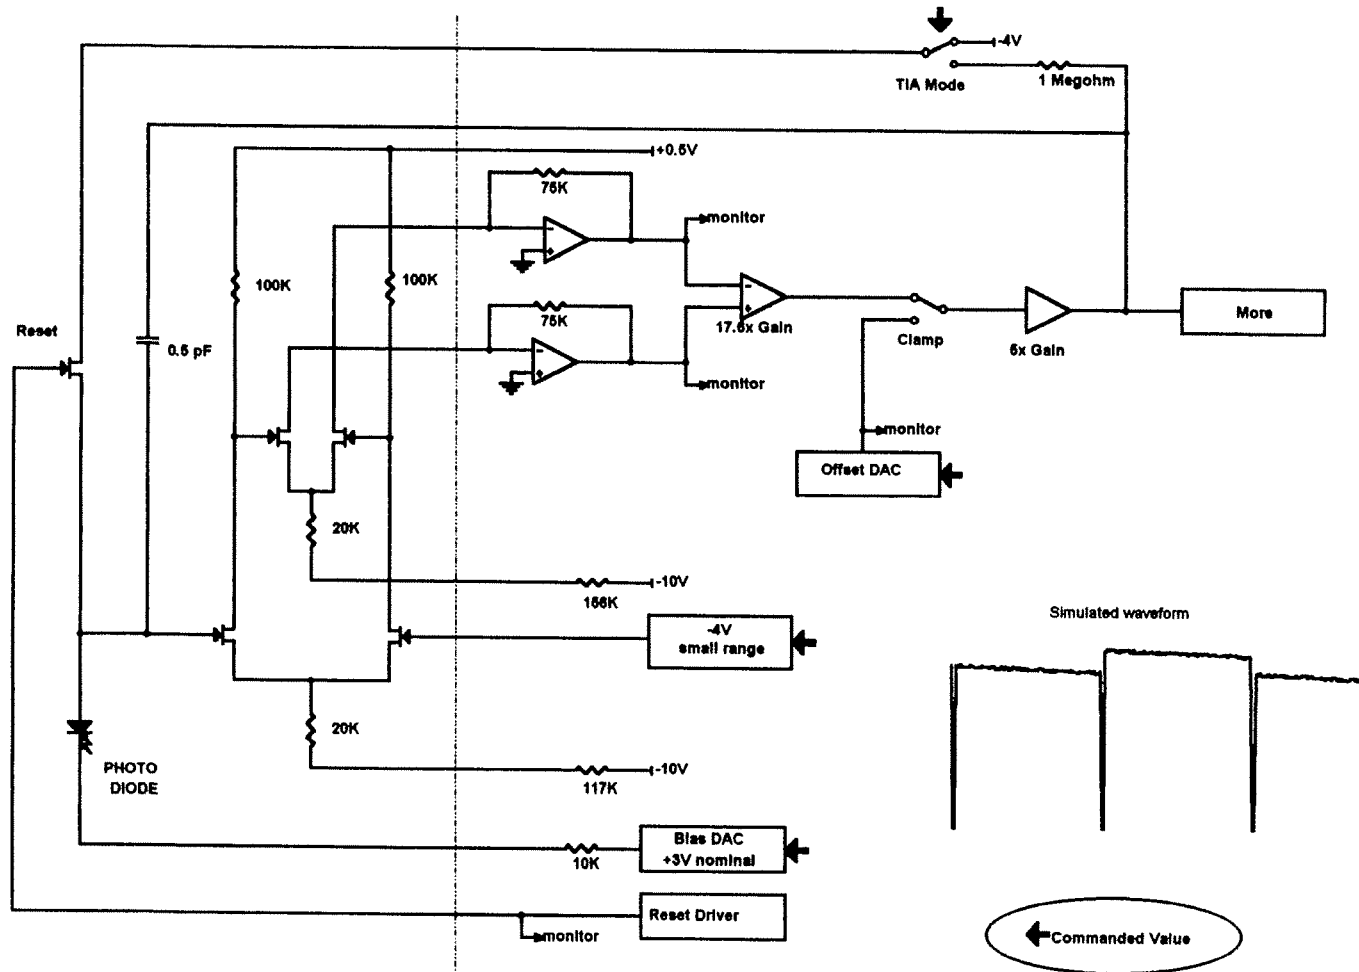 -4V
TIA Mode
1 Megohm
+0.5V
75K
monitor
100K
100K
75K
17.6x Gain
Clamp
5x Gain
More
Reset
0.5 pF
monitor
monitor
Offset DAC
20K
-10V
156K
-4V
small range
Simulated waveform
20K
-10V
117K
PHOTO
DIODE
Bias DAC
+3V nominal
10K
Reset Driver
monitor
Commanded Value